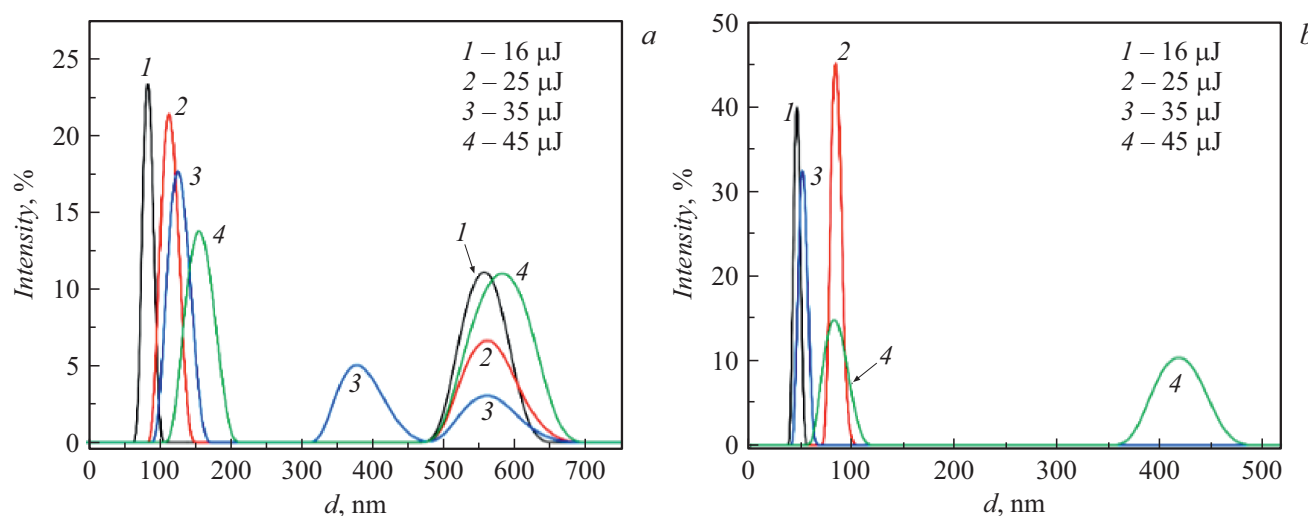 a
1 – 16 μJ
2 – 25 μJ
3 – 35 μJ
4 – 45 μJ
1
2
3
4
3
1
4
2
3
25
20
15
10
5
0
Intensity, %
0 100 200 300 400 500 600 700
d, nm
b
1 – 16 μJ
2 – 25 μJ
3 – 35 μJ
4 – 45 μJ
2
1
3
4
4
50
40
30
20
10
0
Intensity, %
0 100 200 300 400 500
d, nm